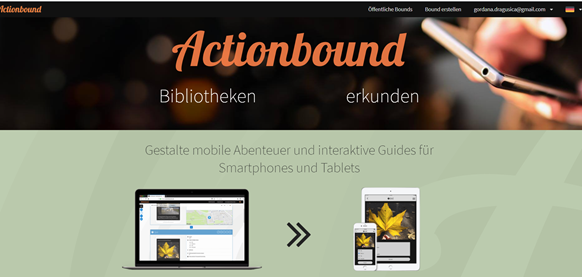 Actionbound
Öffentliche Bounds Bound erstellen gordana.dragusica@gmail.com
Actionbound
Bibliotheken erkunden
Gestalte mobile Abenteuer und interaktive Guides für
Smartphones und Tablets